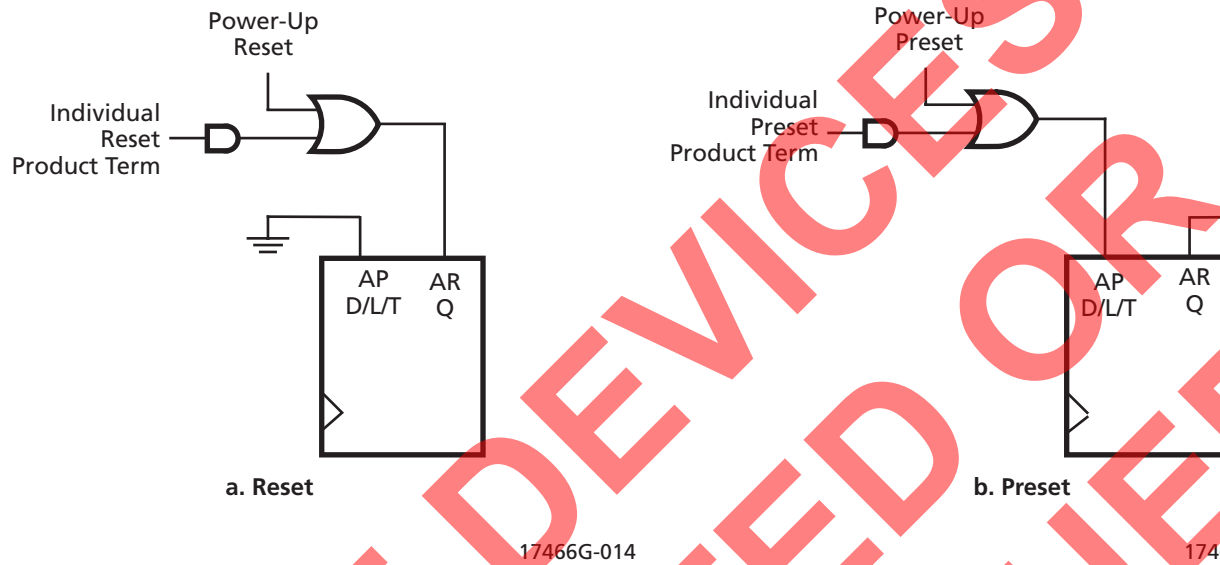 Power-Up
Reset
Individual
Reset
Product Term
AP
D/L/T
AR
Q
a. Reset
17466G-014
Power-Up
Preset
Individual
Preset
Product Term
AP
D/L/T
AR
Q
b. Preset
174
DEVICES
OR
ED